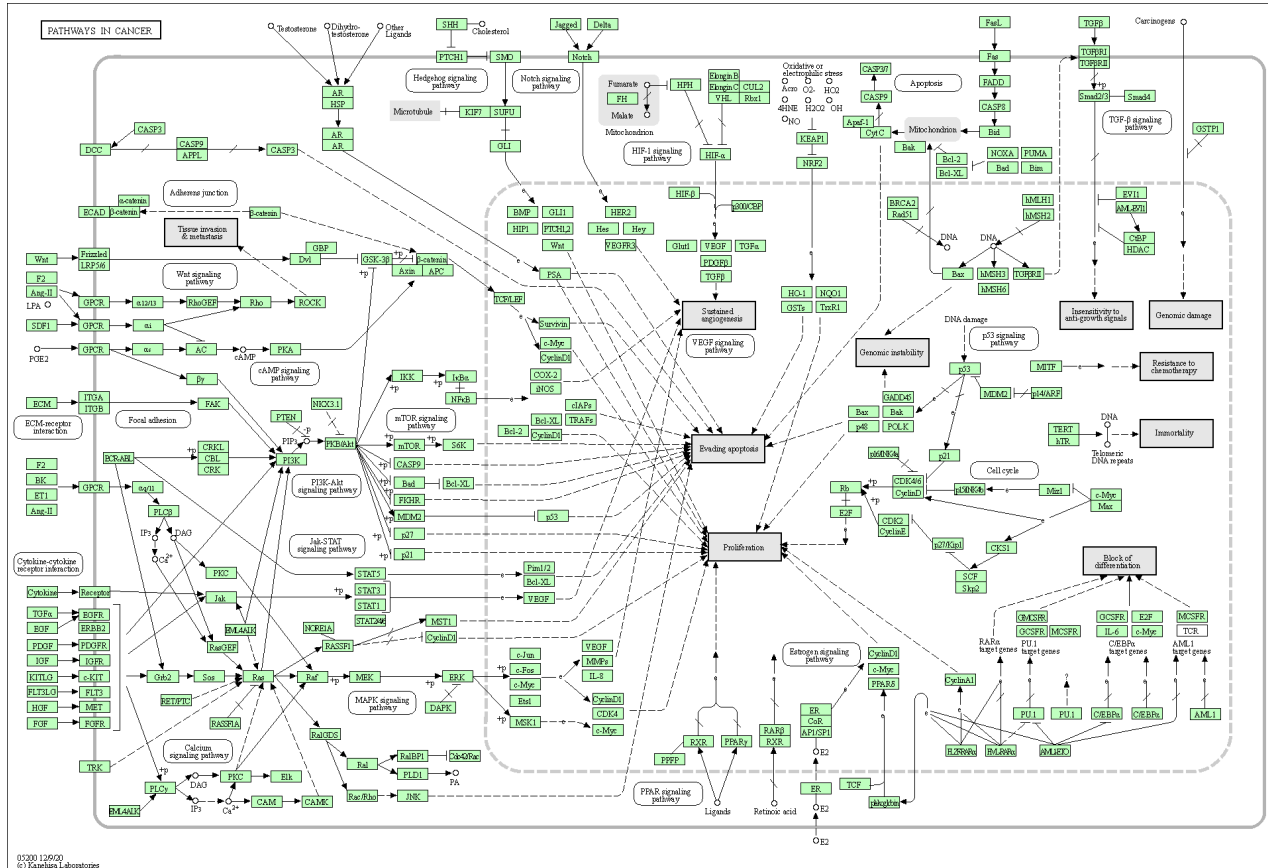 PATHWAYS IN CANCER
Testosterone
Dihydro-
testosterone
Other
Ligands
SHH
Cholesterol
PTCH1
SMO
Hedgehog signaling
pathway
Microtubule
KIF7
SUFU
GLI
Jagged
Delta
Notch
Notch signaling
pathway
Fumarate
FH
Malate
Mitochondrion
HPH
Elongin B
Elongin C
CUL2
VHL
Rbx1
HIF-1 signaling
pathway
HIF-α
Oxidative or
electrophilic stress
Acro
O2-
HO2
4HNE
H2O2
OH
NO
KEAP1
NRF2
CASP3/7
CASP9
Apaf-1
CytC
Apoptosis
Mitochondrion
Bak
Bcl-2
Bcl-XL
NOXA
PUMA
Bad
Bim
FasL
Fas
FADD
CASP8
Bid
TGFβ
TGFβRI
TGFβRII
+p
Smad2/3
Smad4
TGF-β signaling
pathway
Carcinogens
GSTP1
AR
HSP
AR
AR
CASP3
DCC
CASP9
APPL
CASP3
Adherens junction
α-catenin
ECAD
β-catenin
β-catenin
Tissue invasion
& metastasis
Wnt
Frizzled
LRP5/6
GBP
Dvl
GSK-3β
β-catenin
Axin
APC
Wnt signaling
pathway
F2
Ang-II
LPA
GPCR
α12/13
RhoGEF
Rho
ROCK
SDF1
GPCR
αi
PGE2
GPCR
αs
AC
cAMP
PKA
cAMP signaling
pathway
βγ
TCF/LEF
BMP
GLI1
HIP1
PTCH1,2
Wnt
HER2
Hes
Hey
VEGFR3
HIF-β
p300/CBP
Glut1
VEGF
TGFα
PDGFβ
TGFβ
PSA
Sustained
angiogenesis
VEGF signaling
pathway
HO-1
NQO1
GSTs
TrxR1
BRCA2
Rad51
DNA
hMLH1
hMSH2
DNA
Bax
hMSH3
TGFβRII
hMSH6
EVI1
AML-EVI1
CtBP
HDAC
Insensitivity to
anti-growth signals
Genomic damage
Survivin
c-Myc
CyclinD1
COX-2
iNOS
Genomic instability
DNA damage
p53 signaling
pathway
p53
MDM2
p14/ARF
MITF
Resistance to
chemotherapy
ECM
ITGA
ITGB
FAK
ECM-receptor
interaction
Focal adhesion
PTEN
NKX3.1
PIP3
PKB/Akt
PI3K
PI3K-Akt
signaling pathway
IKK
IκBα
NFκB
mTOR signaling
pathway
mTOR
S6K
CASP9
Bad
Bcl-XL
FKHR
MDM2
p53
p27
p21
cIAPs
Bcl-XL
TRAFs
Bcl-2
CyclinD1
Evading apoptosis
GADD45
Bax
Bak
p48
POLK
TERT
hTR
DNA
Telomeric
DNA repeats
Immortality
BCR-ABL
CRKL
CBL
CRK
F2
BK
ET1
Ang-II
GPCR
αq/11
PLCβ
IP3
DAG
Ca2+
PKC
p16/INK4a
p21
Cell cycle
CDK4/6
CyclinD
p15/INK4b
Miz1
c-Myc
Max
Rb
E2F
CDK2
CyclinE
p27/Kip1
CKS1
SCF
Skp2
Proliferation
Block of
differentiation
Jak-STAT
signaling pathway
STAT5
STAT3
STAT1
Pim1/2
Bcl-XL
VEGF
Cytokine-cytokine
receptor interaction
Cytokine
Receptor
Jak
TGFα
EGF
EGFR
ERBB2
PDGF
PDGFR
IGF
IGFR
KITLG
c-KIT
FLT3LG
FLT3
HGF
MET
FGF
FGFR
TRK
EML4ALK
RasGEF
NORE1A
RASSF1
MST1
CyclinD1
Grb2
Sos
Ras
Raf
MEK
ERK
DAPK
RET/PTC
RASSF1A
MAPK signaling
pathway
c-Jun
c-Fos
c-Myc
Ets1
MSK1
VEGF
MMPs
IL-8
CyclinD1
CDK4
c-Myc
Calcium
signaling pathway
RalGDS
Ral
RalBP1
Cdc42/Rac
PLD1
PA
Rac/Rho
JNK
PLCγ
EML4ALK
DAG
IP3
Ca2+
PKC
Elk
CAM
CAMK
PPFP
RXR
PPARγ
Ligands
PPAR signaling
pathway
RARβ
RXR
Retinoic acid
Estrogen signaling
pathway
ER
CoR
AP1/SP1
E2
ER
E2
E2
CyclinD1
c-Myc
PPARδ
TCF
CyclinA1
RARα
target genes
GMCSFR
GCSFR
MCSFR
PU.1
target genes
GCSFR
E2F
IL-6
c-Myc
C/EBPα
target genes
MCSFR
TCR
AML1
target genes
PU.1
?
PU.1
C/EBPα
C/EBPα
AML1
PLZF-RARα
PML-RARα
AML1-ETO
05200 12/9/20
(c) Kanehisa Laboratories